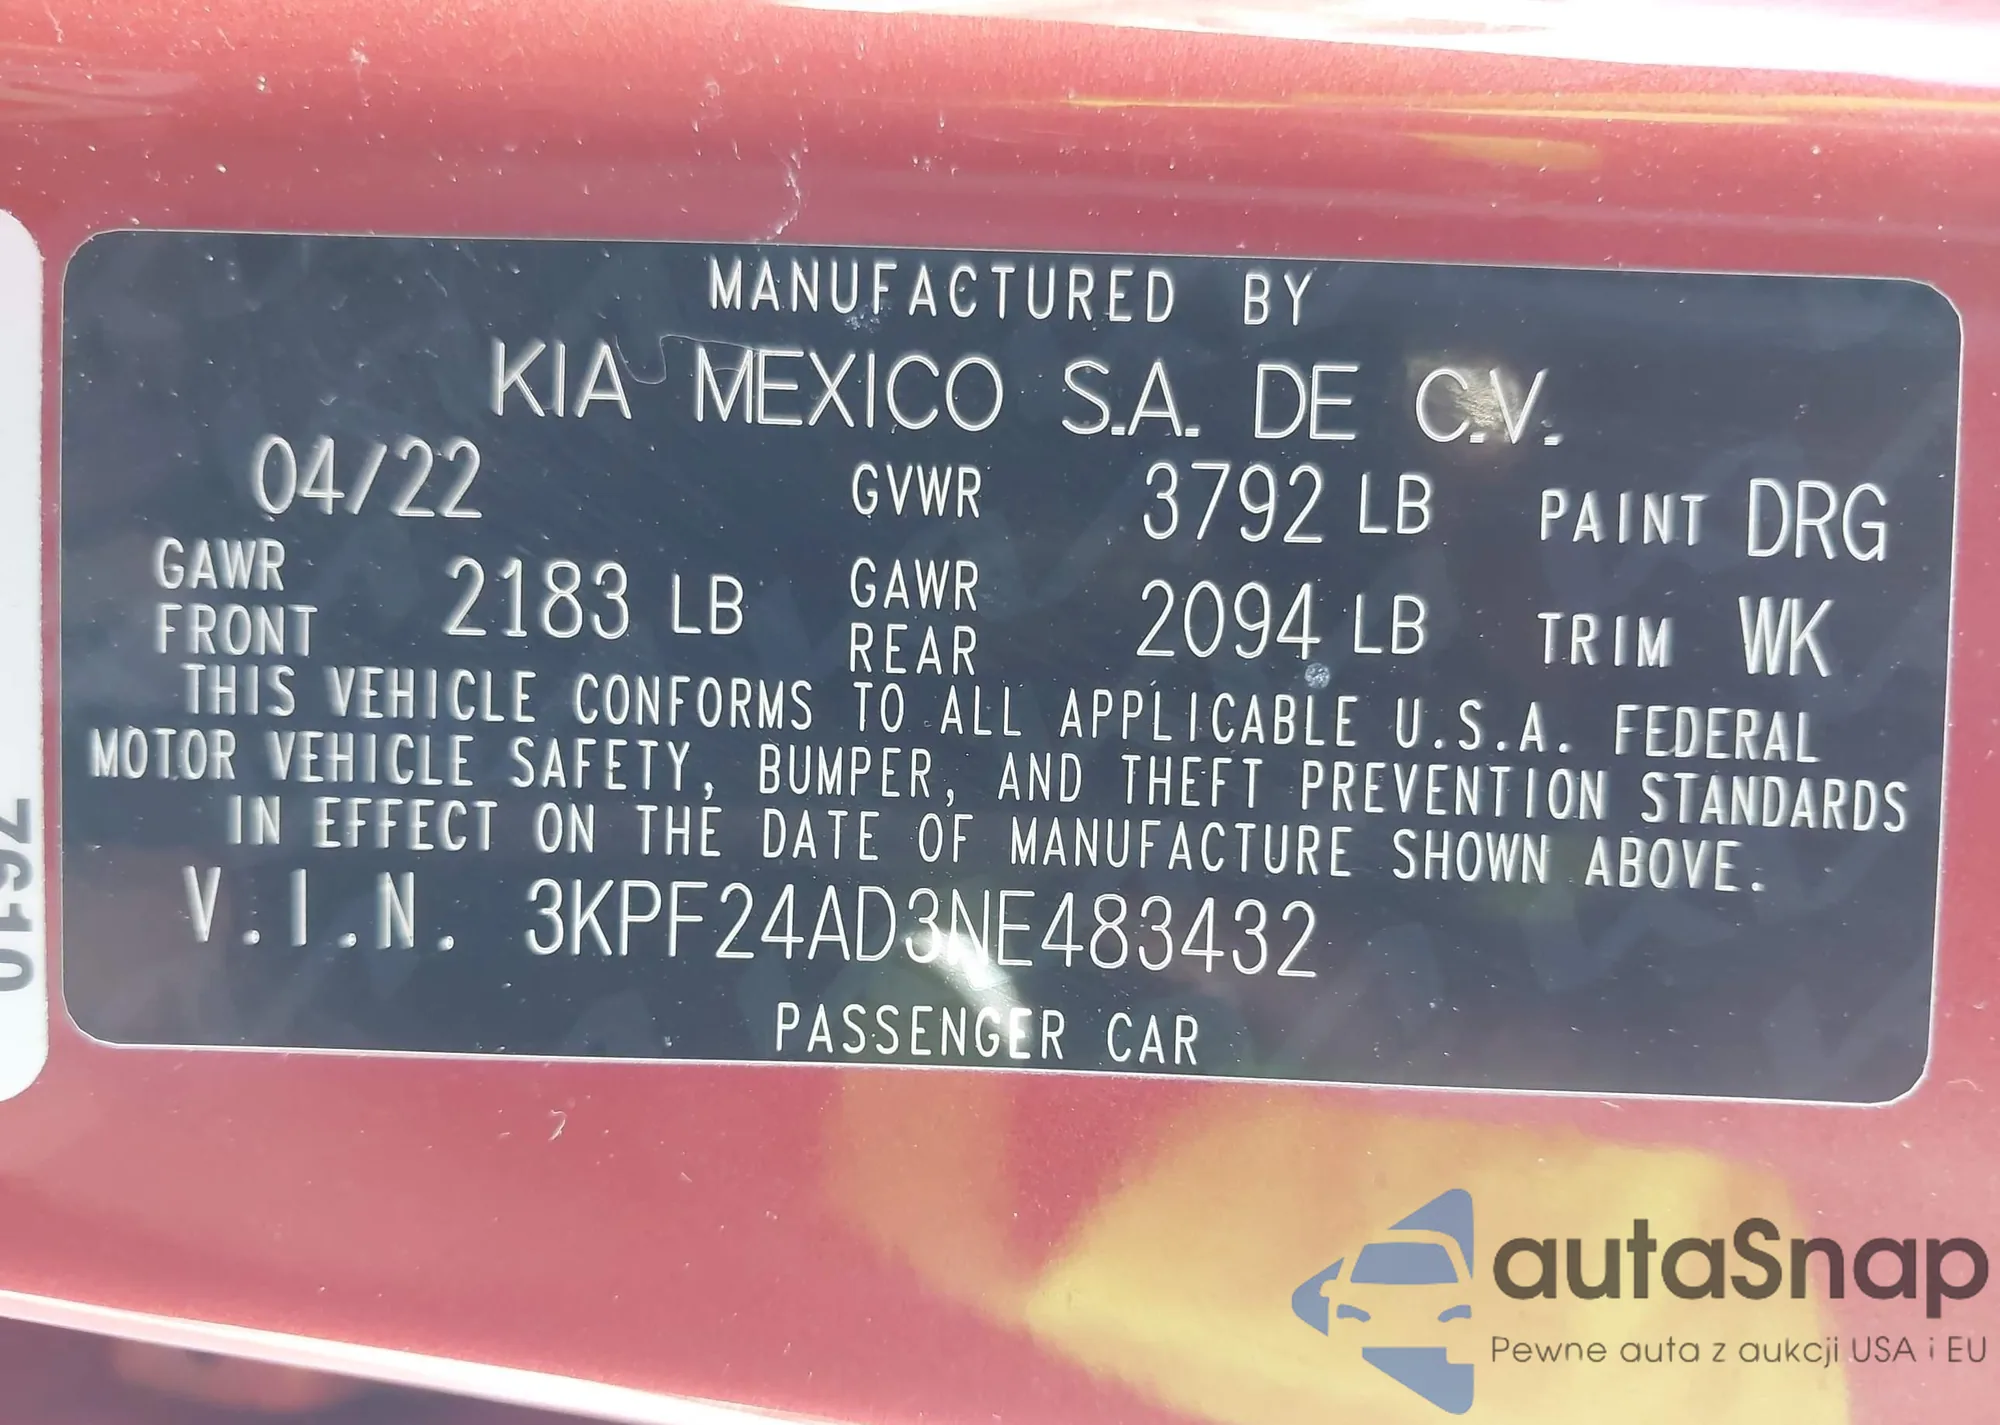 MANUFACTURED BY
KIA MEXICO S.A. DE C.V.
04/22 GVWR 3792 LB PAINT DRG
GAWR FRONT 2183 LB GAWR REAR 2094 LB TRIM WK
THIS VEHICLE CONFORMS TO ALL APPLICABLE U.S.A. FEDERAL
MOTOR VEHICLE SAFETY, BUMPER, AND THEFT PREVENTION STANDARDS
IN EFFECT ON THE DATE OF MANUFACTURE SHOWN ABOVE.
V.I.N. 3KPF24AD3NE483432
PASSENGER CAR
7610
autaSnap
Pewne auta z aukcji USA i EU